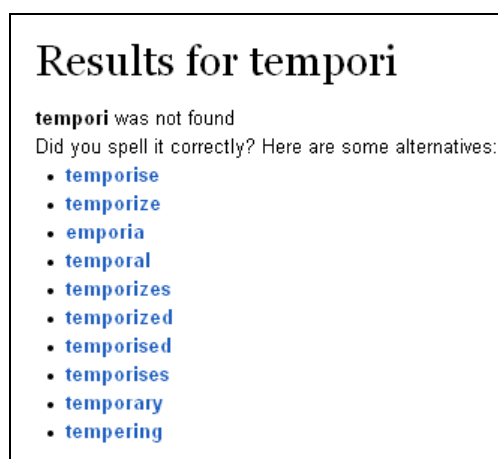 Results for tempori
tempori was not found
Did you spell it correctly? Here are some alternatives:
• temporise
• temporize
• emporia
• temporal
• temporizes
• temporized
• temporised
• temporises
• temporary
• tempering